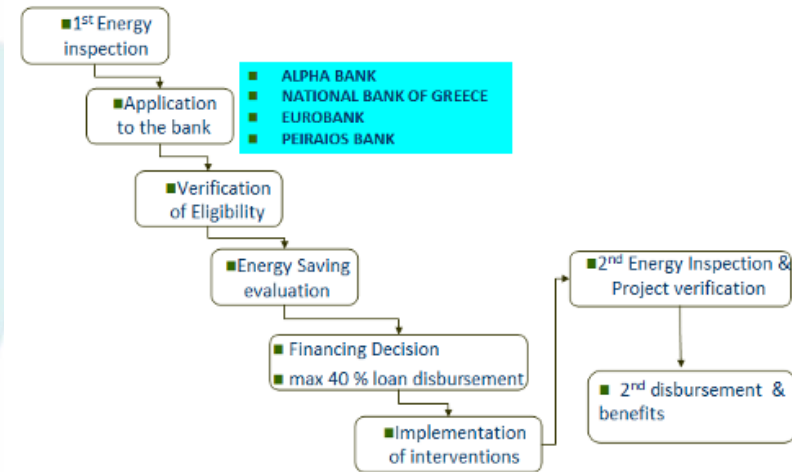 ■1st Energy
inspection
■ ALPHA BANK
■ NATIONAL BANK OF GREECE
■ EUROBANK
■ PEIRAIOS BANK
■Application
to the bank
■Verification
of Eligibility
■Energy Saving
evaluation
■ Financing Decision
■ max 40 % loan disbursement
■Implementation
of interventions
■2nd Energy Inspection &
Project verification
■ 2nd disbursement &
benefits